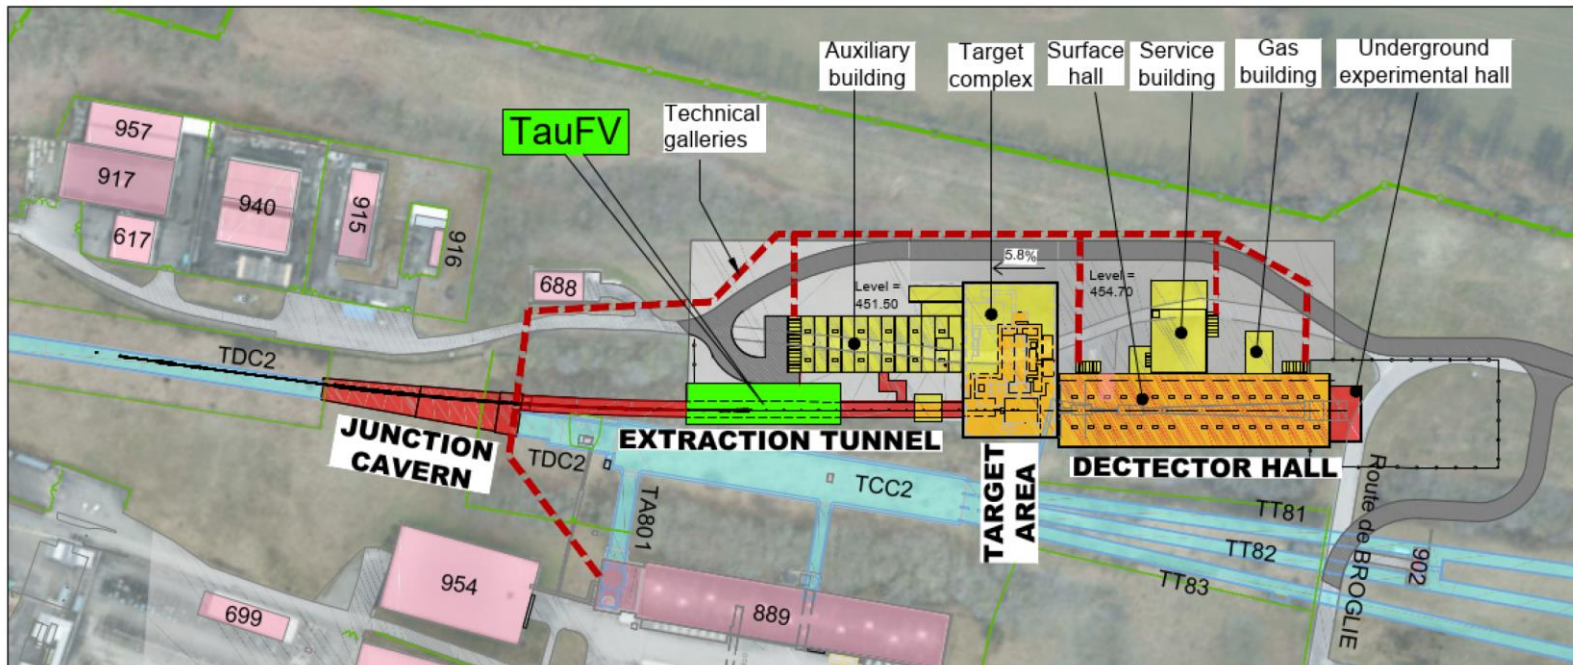 Auxiliary
building
Target
complex
Surface
hall
Service
building
Gas
building
Underground
experimental hall
TauFV
Technical
galleries
957
917
617
940
915
916
688
5.8%
Level =
451.50
Level =
454.70
TDC2
JUNCTION
CAVERN
EXTRACTION TUNNEL
TARGET
AREA
DECTECTOR HALL
TDC2
TA801
TCC2
TT81
TT82
TT83
902
Route de BROGLIE
954
699
889